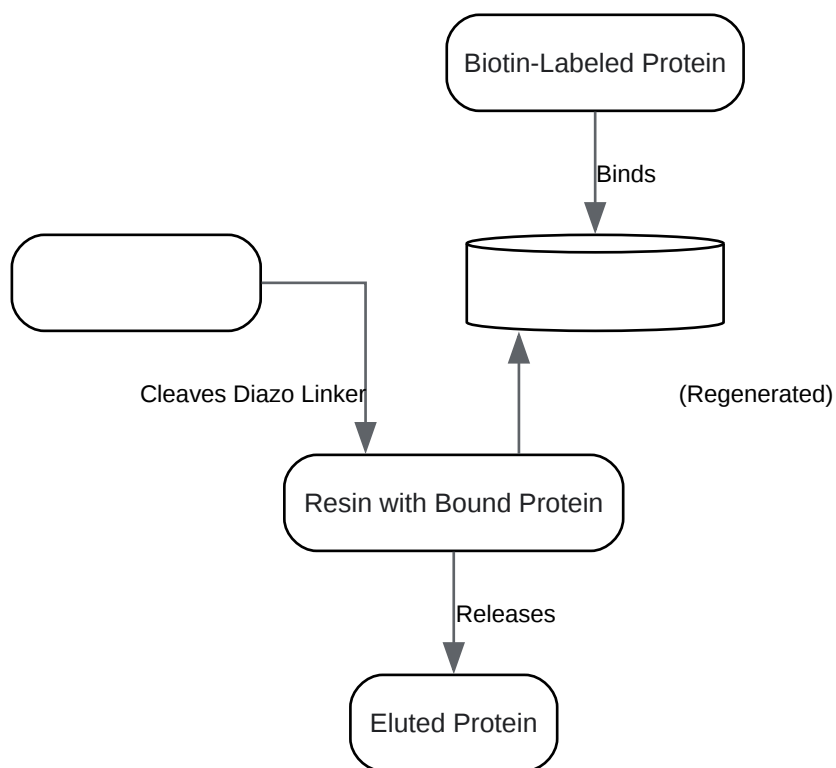 Biotin-Labeled Protein
Binds
Cleaves Diazo Linker
(Regenerated)
Resin with Bound Protein
Releases
Eluted Protein